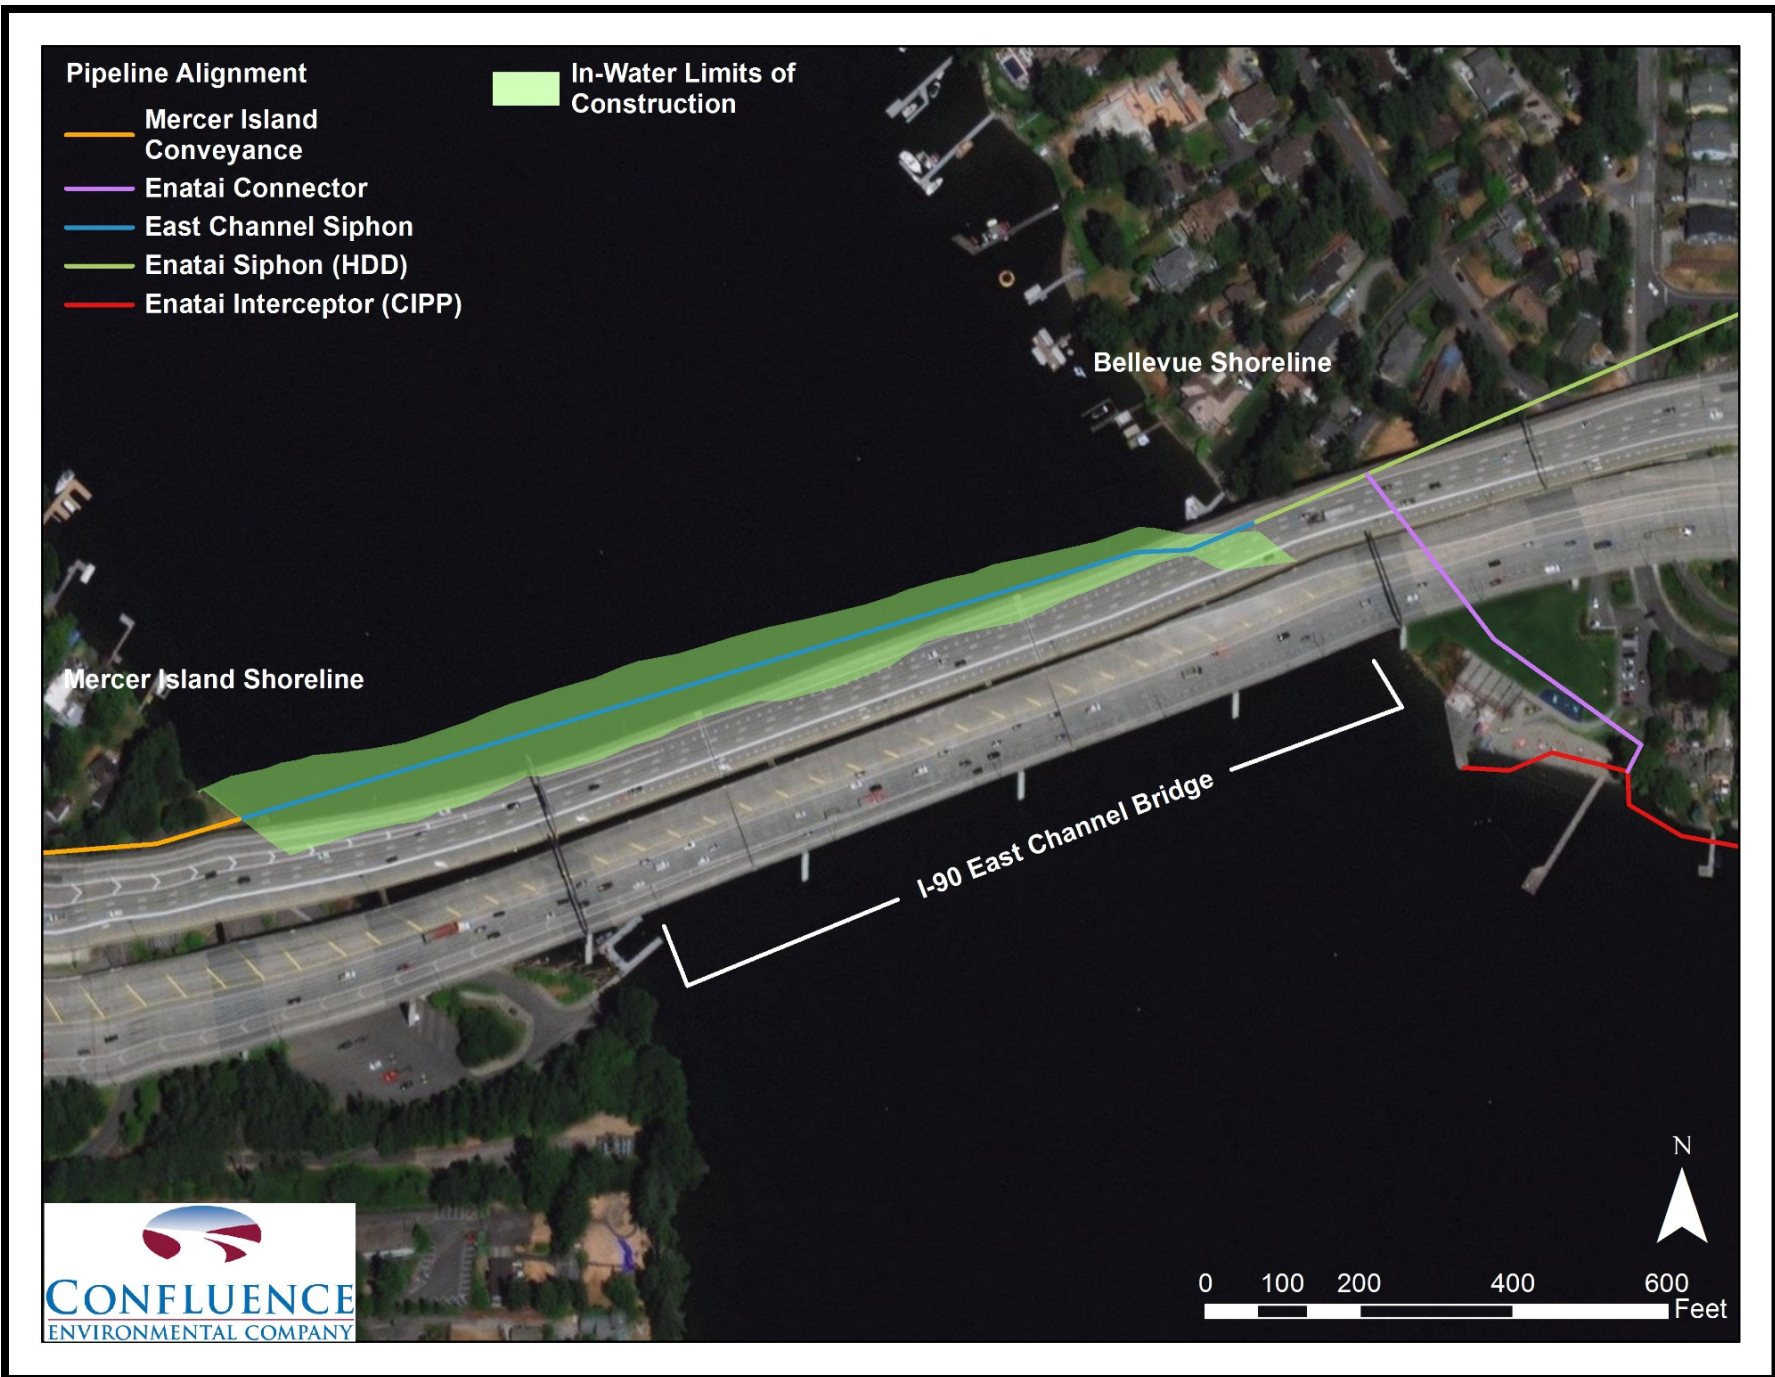 Pipeline Alignment
Mercer Island
Conveyance
Enatai Connector
East Channel Siphon
Enatai Siphon (HDD)
Enatai Interceptor (CIPP)
In-Water Limits of
Construction
Bellevue Shoreline
Mercer Island Shoreline
I-90 East Channel Bridge
N
0 100 200 400 600
Feet
CONFLUENCE
ENVIRONMENTAL COMPANY